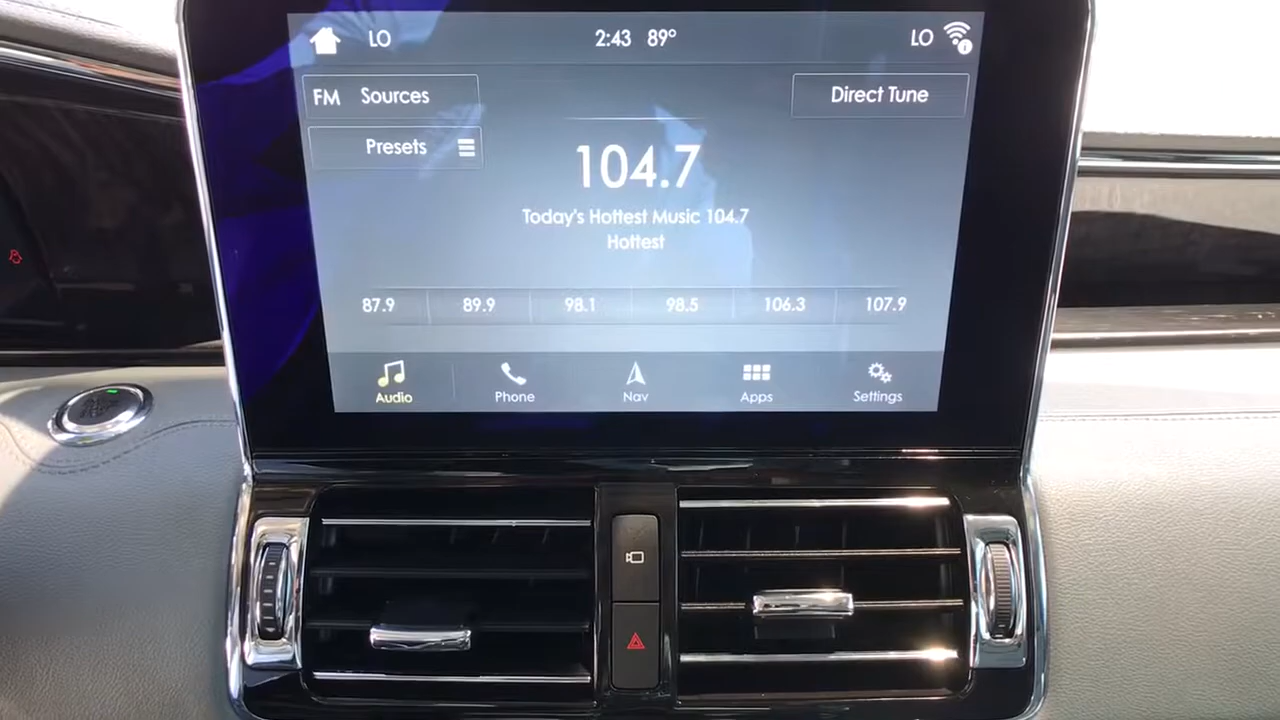 LO 2:43 89° LO
FM Sources
Direct Tune
Presets
104.7
Today's Hottest Music 104.7
Hottest
87.9 89.9 98.1 98.5 106.3 107.9
Audio Phone Nav Apps Settings